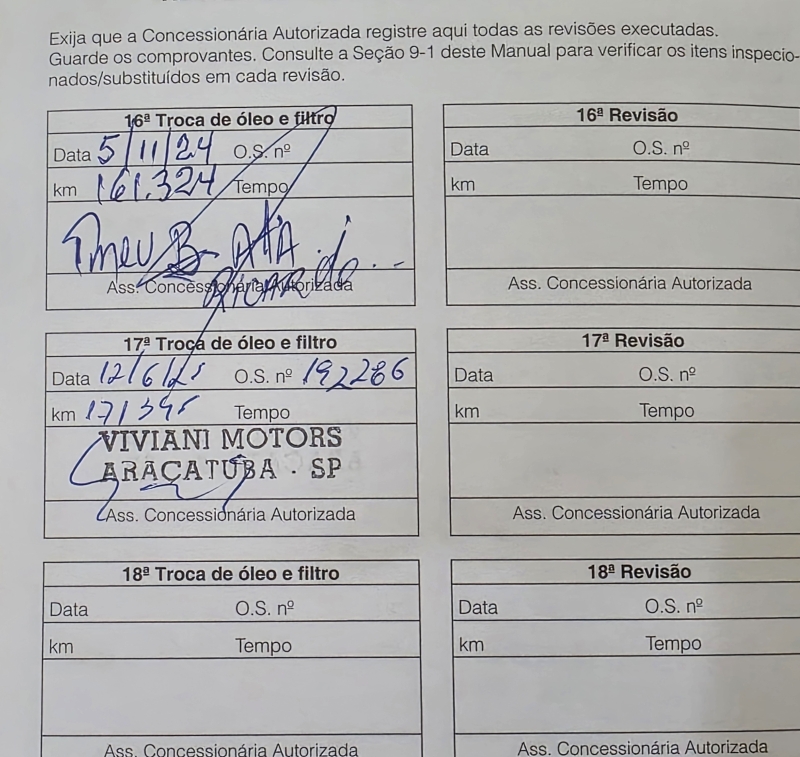 Exija que a Concessionária Autorizada registre aqui todas as revisões executadas.
Guarde os comprovantes. Consulte a Seção 9-1 deste Manual para verificar os itens inspecio-
nados/substituídos em cada revisão.
16ª Troca de óleo e filtro
Data 5/11/24 O.S. nº
km 161.324 Tempo
Pneu B- ATA
Ricardo
Ass. Concessionária Autorizada
16ª Revisão
Data O.S. nº
km Tempo
Ass. Concessionária Autorizada
17ª Troca de óleo e filtro
Data 12/6/25 O.S. nº 192286
km Tempo
VIVIANI MOTORS
ARAÇATUBA · SP
Ass. Concessionária Autorizada
17ª Revisão
Data O.S. nº
km Tempo
Ass. Concessionária Autorizada
18ª Troca de óleo e filtro
Data O.S. nº
km Tempo
Ass. Concessionária Autorizada
18ª Revisão
Data O.S. nº
km Tempo
Ass. Concessionária Autorizada